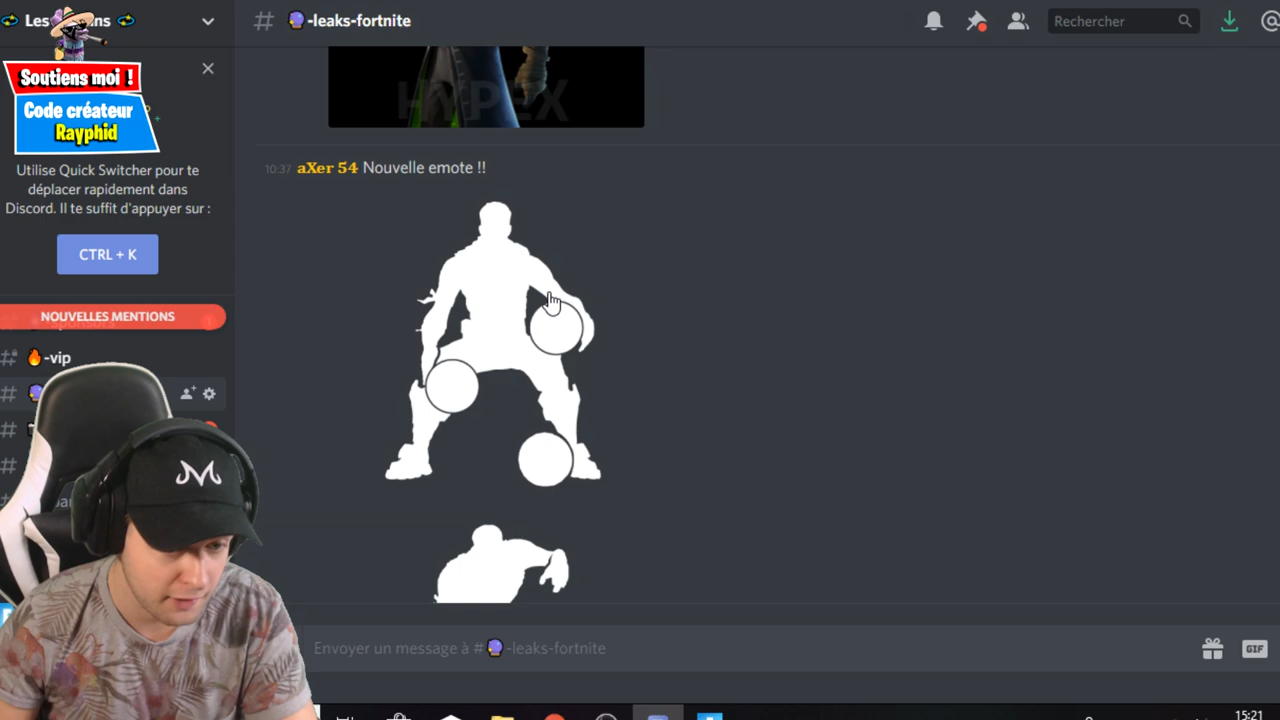 -leaks-fortnite
Rechercher
Soutiens moi !
Code créateur
Rayphid
HYPEX
Utilise Quick Switcher pour te
déplacer rapidement dans
Discord. Il te suffit d'appuyer sur :
CTRL + K
10:37 aXer 54 Nouvelle emote !!
NOUVELLES MENTIONS
-vip
Envoyer un message à # -leaks-fortnite
GIF
15:21